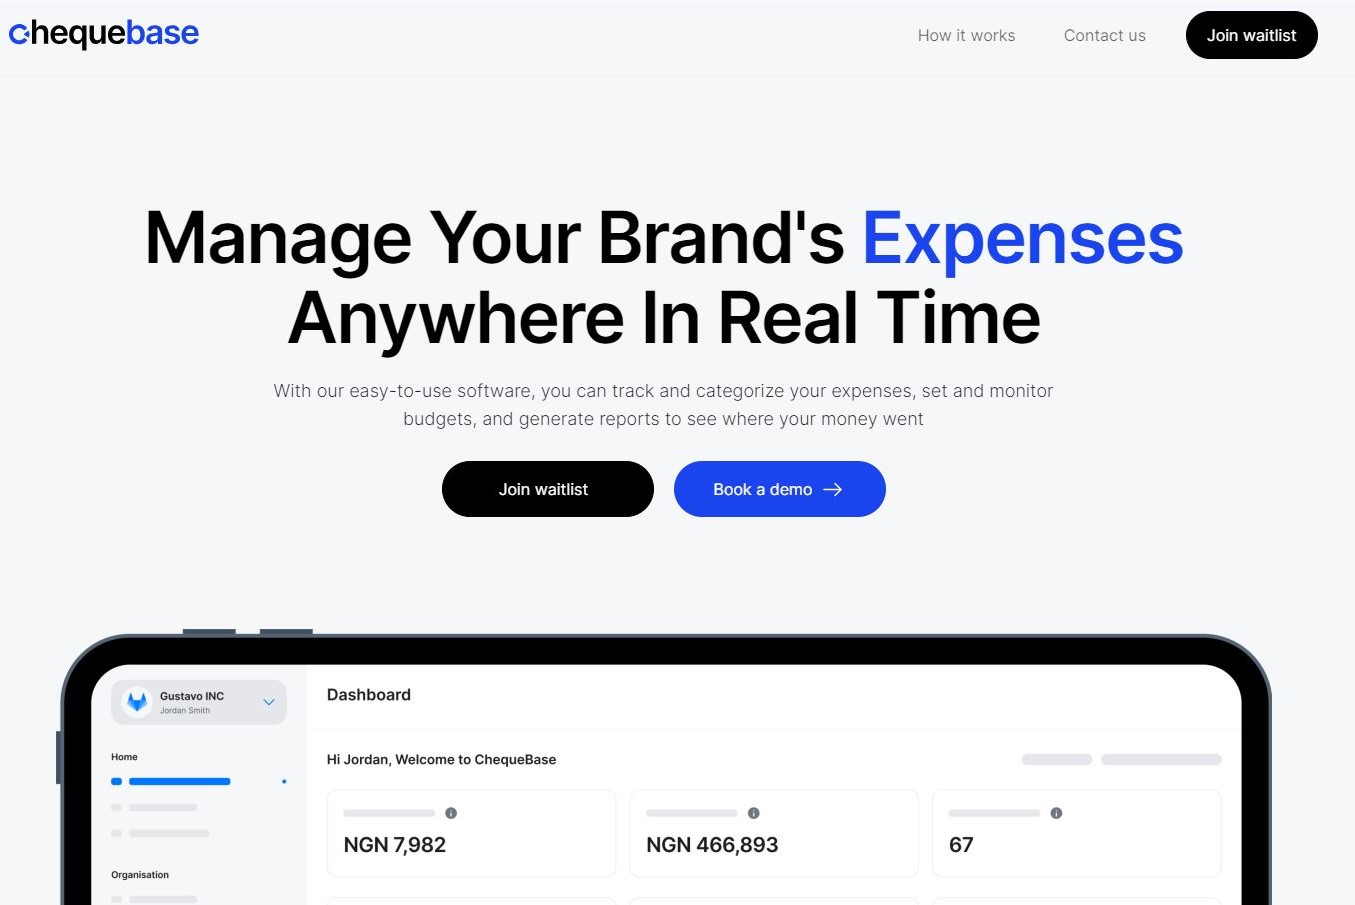 chequebase
How it works
Contact us
Join waitlist
Manage Your Brand's Expenses
Anywhere In Real Time
With our easy-to-use software, you can track and categorize your expenses, set and monitor
budgets, and generate reports to see where your money went
Join waitlist
Book a demo
Gustavo INC
Jordan Smith
Dashboard
Home
Hi Jordan, Welcome to ChequeBase
NGN 7,982
NGN 466,893
67
Organisation